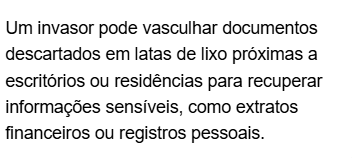 Um invasor pode vasculhar documentos
descartados em latas de lixo próximas a
escritórios ou residências para recuperar
informações sensíveis, como extratos
financeiros ou registros pessoais.